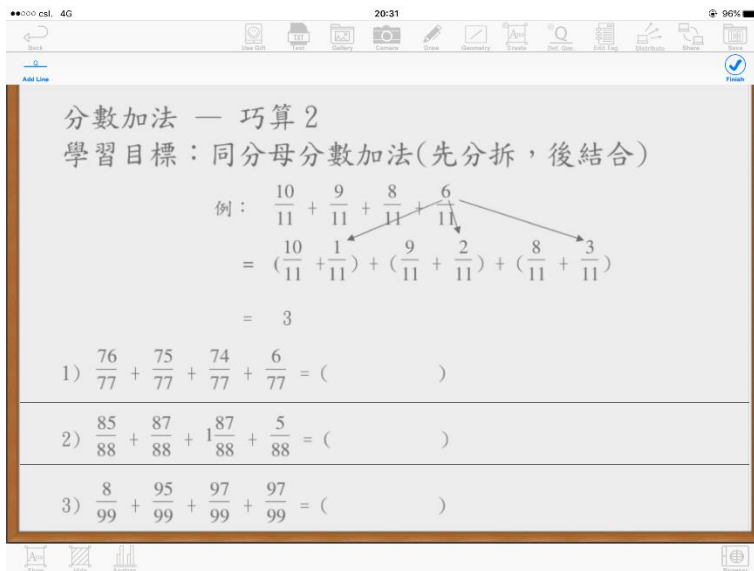 csl. 4G 20:31 96%
Back Use Gift Text Gallery Camera Draw Geometry Create Def. Que. Edit Tag Distribute Share Save
Add Line Finish
分數加法 — 巧算 2
學習目標：同分母分數加法(先分拆，後結合)
例： 10/11 + 9/11 + 8/11 + 6/11
= (10/11 + 1/11) + (9/11 + 2/11) + (8/11 + 3/11)
= 3
1) 76/77 + 75/77 + 74/77 + 6/77 = ( )
2) 85/88 + 87/88 + 1 87/88 + 5/88 = ( )
3) 8/99 + 95/99 + 97/99 + 97/99 = ( )